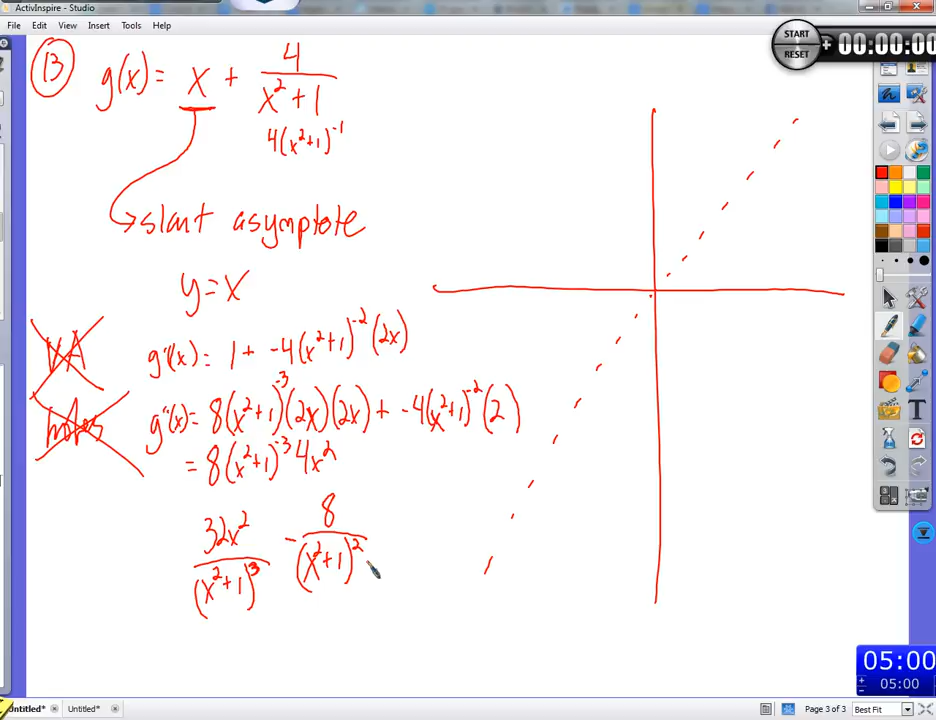 ActivInspire - Studio
File Edit View Insert Tools Help
START
RESET
00:00:00
13 g(x) = x + 4/(x²+1)
4(x²+1)⁻¹
slant asymptote
y = x
VA
g'(x) = 1 + -4(x²+1)⁻²(2x)
holes
g''(x) = 8(x²+1)⁻³(2x)(2x) + -4(x²+1)⁻²(2)
= 8(x²+1)⁻³4x²
32x²/(x²+1)³ - 8/(x²+1)²
05:00
05:00
Untitled* Untitled* Page 3 of 3 Best Fit